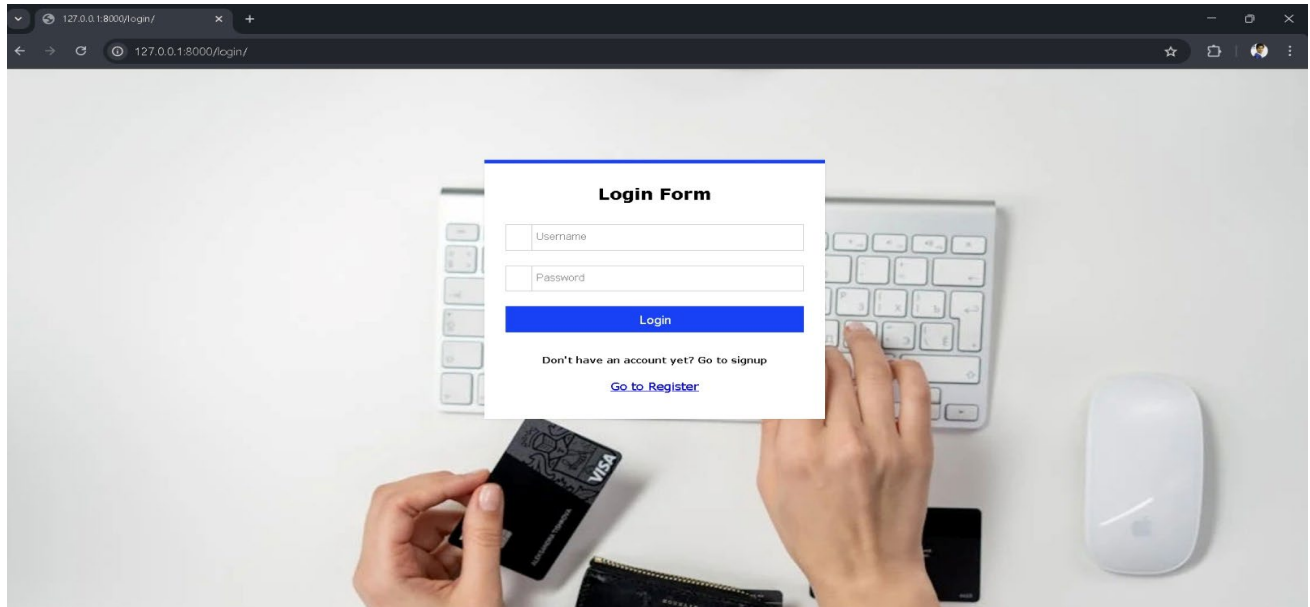 127.0.0.1:8000/login/
127.0.0.1:8000/login/
Login Form
Username
Password
Login
Don't have an account yet? Go to signup
Go to Register
VISA